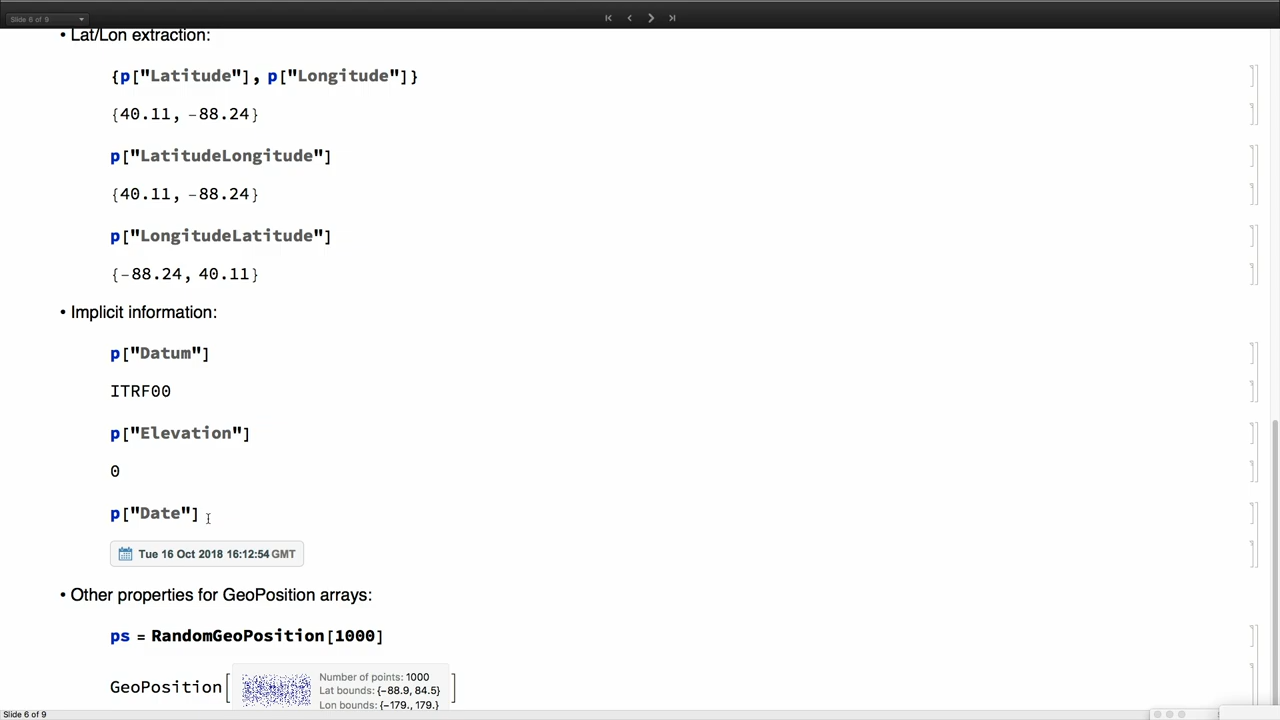 Slide 6 of 9
• Lat/Lon extraction:
{p["Latitude"], p["Longitude"]}
{40.11, -88.24}
p["LatitudeLongitude"]
{40.11, -88.24}
p["LongitudeLatitude"]
{-88.24, 40.11}
• Implicit information:
p["Datum"]
ITRF00
p["Elevation"]
0
p["Date"]
Tue 16 Oct 2018 16:12:54 GMT
• Other properties for GeoPosition arrays:
ps = RandomGeoPosition[1000]
GeoPosition[
Number of points: 1000
Lat bounds: {-88.9, 84.5}
Lon bounds: {-179., 179.}
]
Slide 6 of 9